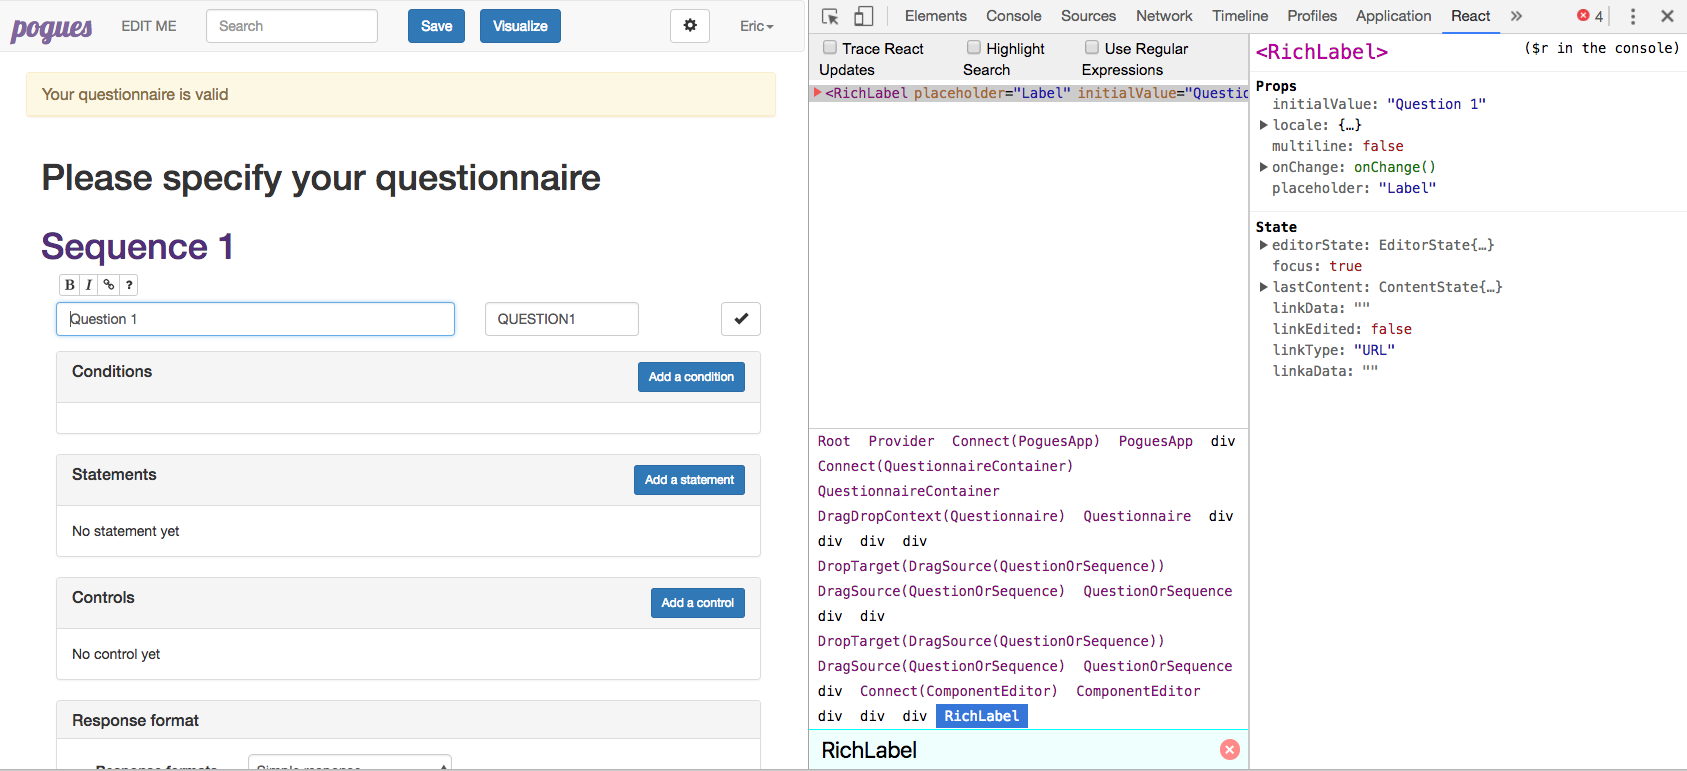 pogues EDIT ME Search Save Visualize Eric
Your questionnaire is valid
Please specify your questionnaire
Sequence 1
B I ?
Question 1 QUESTION1
Conditions Add a condition
Statements Add a statement
No statement yet
Controls Add a control
No control yet
Response format
Response formats Simple response
Elements Console Sources Network Timeline Profiles Application React » 4
Trace React Updates Highlight Search Use Regular Expressions
<RichLabel placeholder="Label" initialValue="Questic
Root Provider Connect(PoguesApp) PoguesApp div
Connect(QuestionnaireContainer)
QuestionnaireContainer
DragDropContext(Questionnaire) Questionnaire div
div div div
DropTarget(DragSource(QuestionOrSequence))
DragSource(QuestionOrSequence) QuestionOrSequence
div div
DropTarget(DragSource(QuestionOrSequence))
DragSource(QuestionOrSequence) QuestionOrSequence
div Connect(ComponentEditor) ComponentEditor
div div div RichLabel
RichLabel
<RichLabel> ($r in the console)
Props
initialValue: "Question 1"
locale: {…}
multiline: false
onChange: onChange()
placeholder: "Label"
State
editorState: EditorState{…}
focus: true
lastContent: ContentState{…}
linkData: ""
linkEdited: false
linkType: "URL"
linkaData: ""